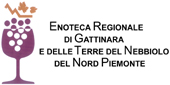 Enoteca Regionale
di Gattinara
e delle Terre del Nebbiolo
del Nord Piemonte